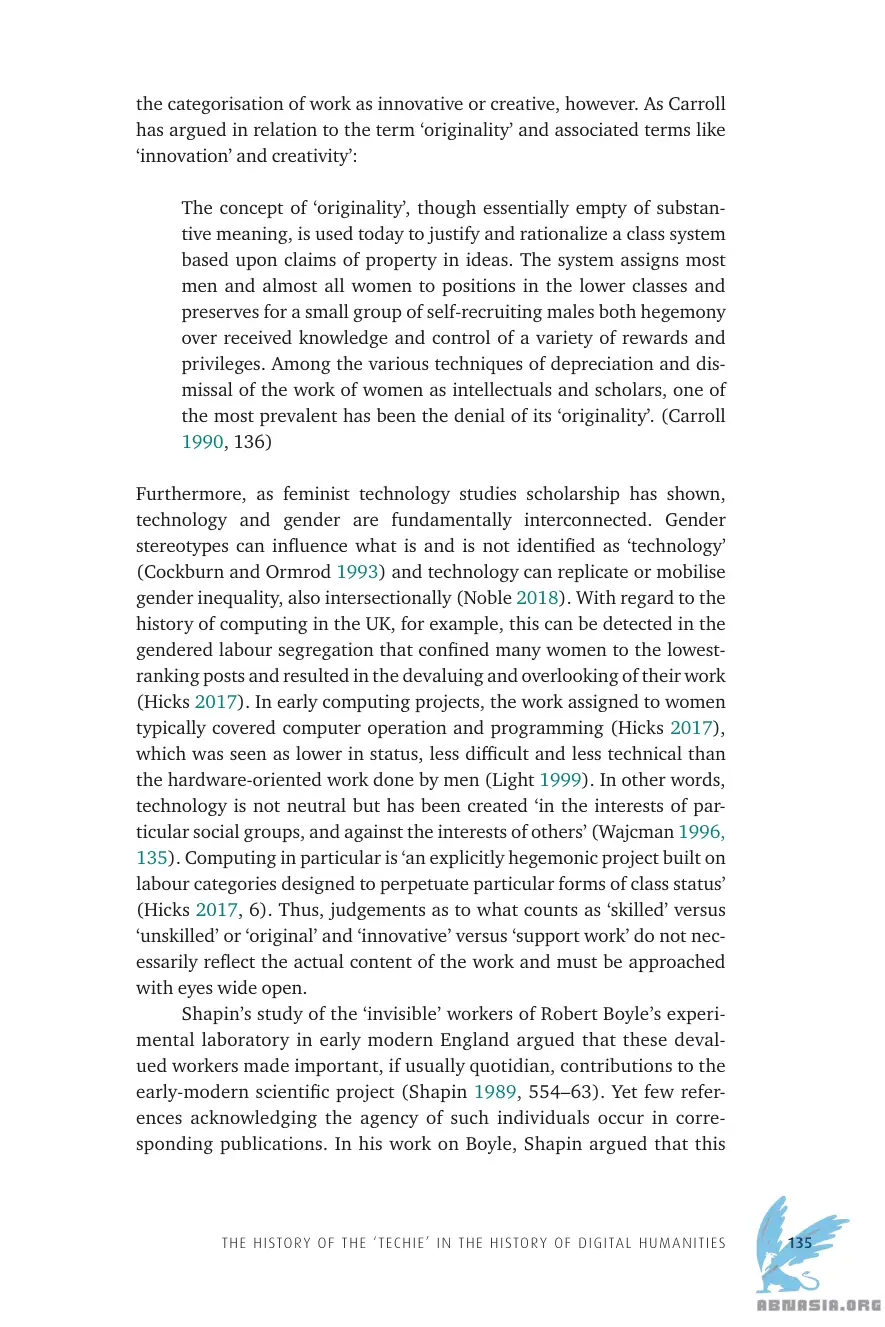 the categorisation of work as innovative or creative, however. As Carroll
has argued in relation to the term ‘originality’ and associated terms like
‘innovation’ and creativity’:
The concept of ‘originality’, though essentially empty of substan-
tive meaning, is used today to justify and rationalize a class system
based upon claims of property in ideas. The system assigns most
men and almost all women to positions in the lower classes and
preserves for a small group of self-recruiting males both hegemony
over received knowledge and control of a variety of rewards and
privileges. Among the various techniques of depreciation and dis-
missal of the work of women as intellectuals and scholars, one of
the most prevalent has been the denial of its ‘originality’. (Carroll
1990, 136)
Furthermore, as feminist technology studies scholarship has shown,
technology and gender are fundamentally interconnected. Gender
stereotypes can influence what is and is not identified as ‘technology’
(Cockburn and Ormrod 1993) and technology can replicate or mobilise
gender inequality, also intersectionally (Noble 2018). With regard to the
history of computing in the UK, for example, this can be detected in the
gendered labour segregation that confined many women to the lowest-
ranking posts and resulted in the devaluing and overlooking of their work
(Hicks 2017). In early computing projects, the work assigned to women
typically covered computer operation and programming (Hicks 2017),
which was seen as lower in status, less difficult and less technical than
the hardware-oriented work done by men (Light 1999). In other words,
technology is not neutral but has been created ‘in the interests of par-
ticular social groups, and against the interests of others’ (Wajcman 1996,
135). Computing in particular is ‘an explicitly hegemonic project built on
labour categories designed to perpetuate particular forms of class status’
(Hicks 2017, 6). Thus, judgements as to what counts as ‘skilled’ versus
‘unskilled’ or ‘original’ and ‘innovative’ versus ‘support work’ do not nec-
essarily reflect the actual content of the work and must be approached
with eyes wide open.
Shapin’s study of the ‘invisible’ workers of Robert Boyle’s experi-
mental laboratory in early modern England argued that these deval-
ued workers made important, if usually quotidian, contributions to the
early-modern scientific project (Shapin 1989, 554–63). Yet few refer-
ences acknowledging the agency of such individuals occur in corre-
sponding publications. In his work on Boyle, Shapin argued that this
THE HISTORY OF THE ‘TECHIE’ IN THE HISTORY OF DIGITAL HUMANITIES 135
ABNASIA.ORG